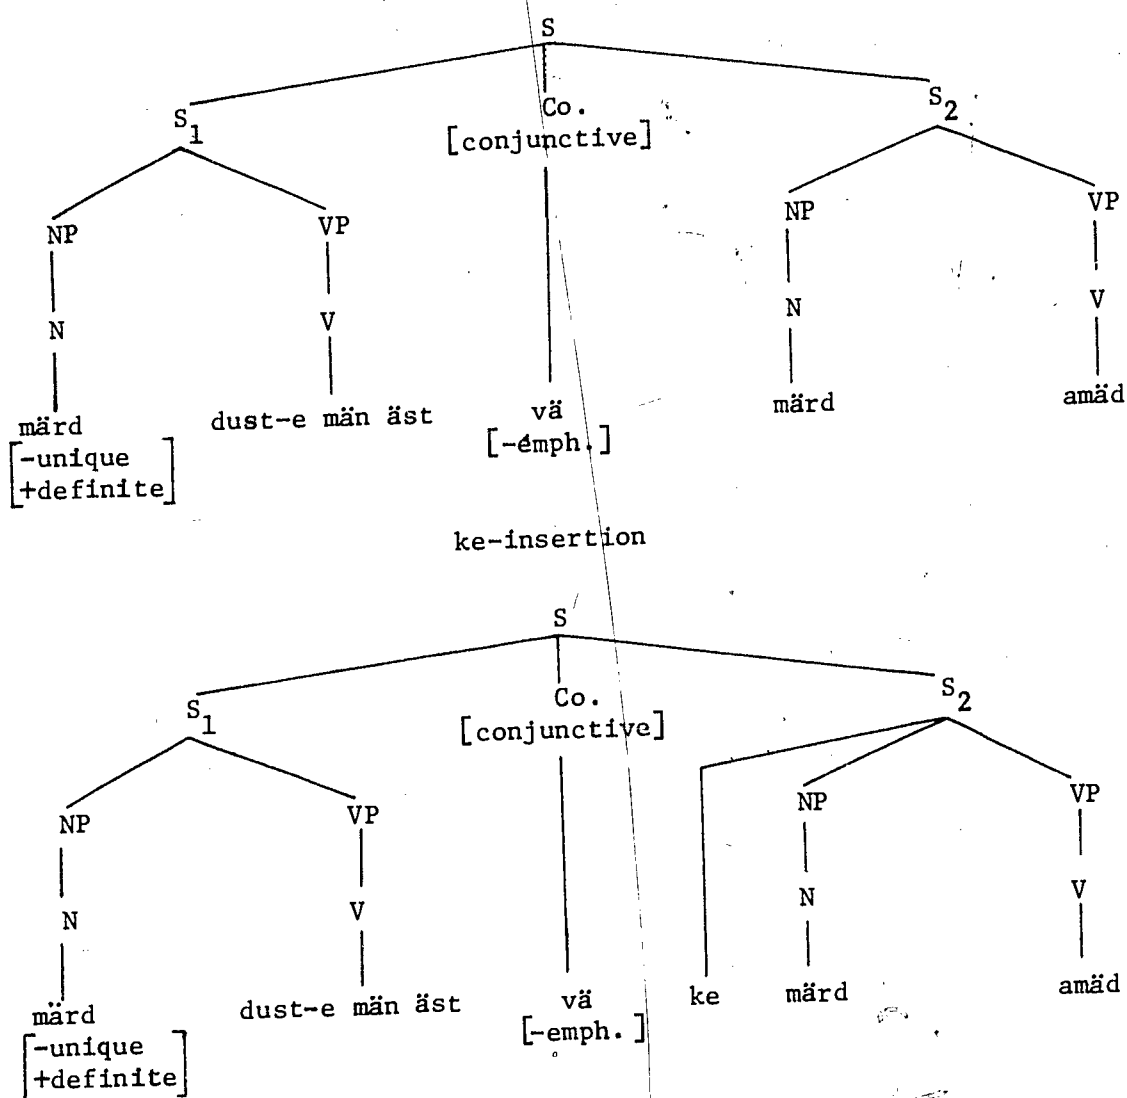 S
S1 Co. S2
[conjunctive]
NP VP NP VP
N V N V
märd dust-e män äst vä märd amäd
[-unique [-emph.]
+definite]
ke-insertion
S
S1 Co. S2
[conjunctive]
NP VP NP VP
N V N V
märd dust-e män äst vä ke märd amäd
[-unique [-emph.]
+definite]